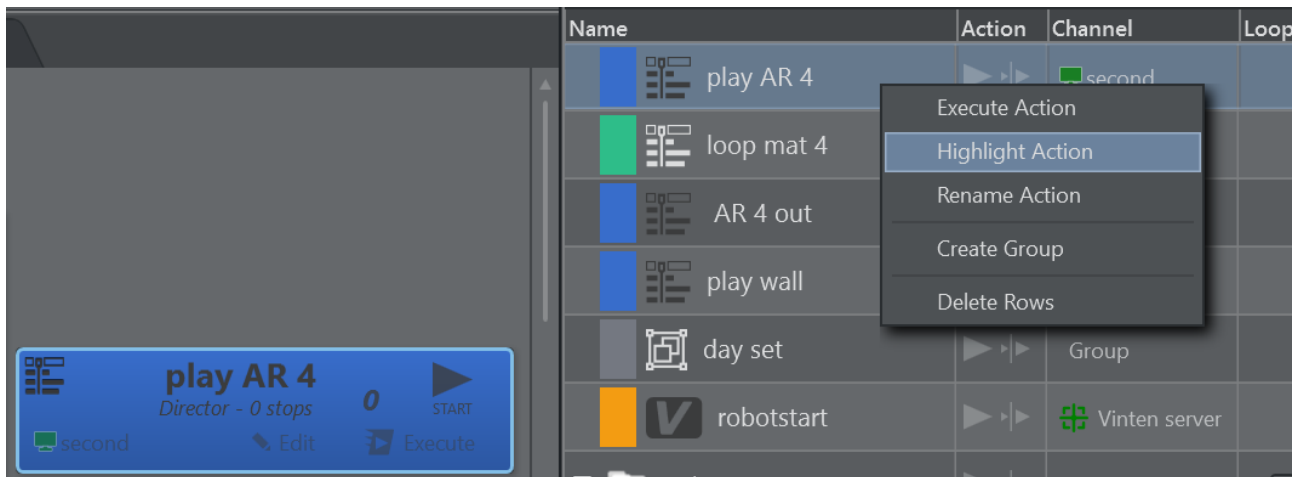 Name Action Channel Loop
play AR 4 second
Execute Action
Highlight Action
loop mat 4
Rename Action
AR 4 out
Create Group
play wall
Delete Rows
day set Group
robotstart Vinten server
play AR 4
Director - 0 stops
0
START
second Edit Execute